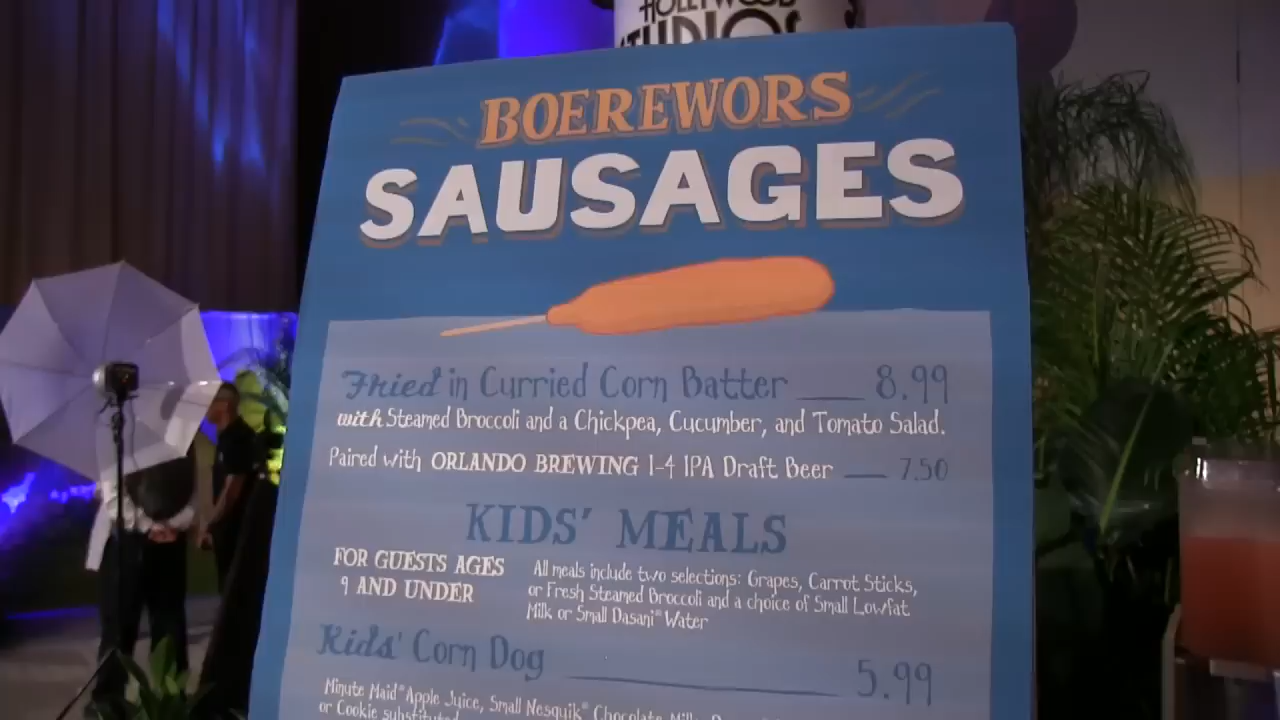 HOLLYWOOD
STUDIOS
BOEREWORS
SAUSAGES
Fried in Curried Corn Batter 8.99
with Steamed Broccoli and a Chickpea, Cucumber, and Tomato Salad.
Paired with ORLANDO BREWING I-4 IPA Draft Beer 7.50
KIDS' MEALS
FOR GUESTS AGES
9 AND UNDER
All meals include two selections: Grapes, Carrot Sticks,
or Fresh Steamed Broccoli and a choice of Small Lowfat
Milk or Small Dasani® Water
Kids' Corn Dog 5.99
Minute Maid® Apple Juice, Small Nesquik® Chocolate Milk,
or Cookie substituted